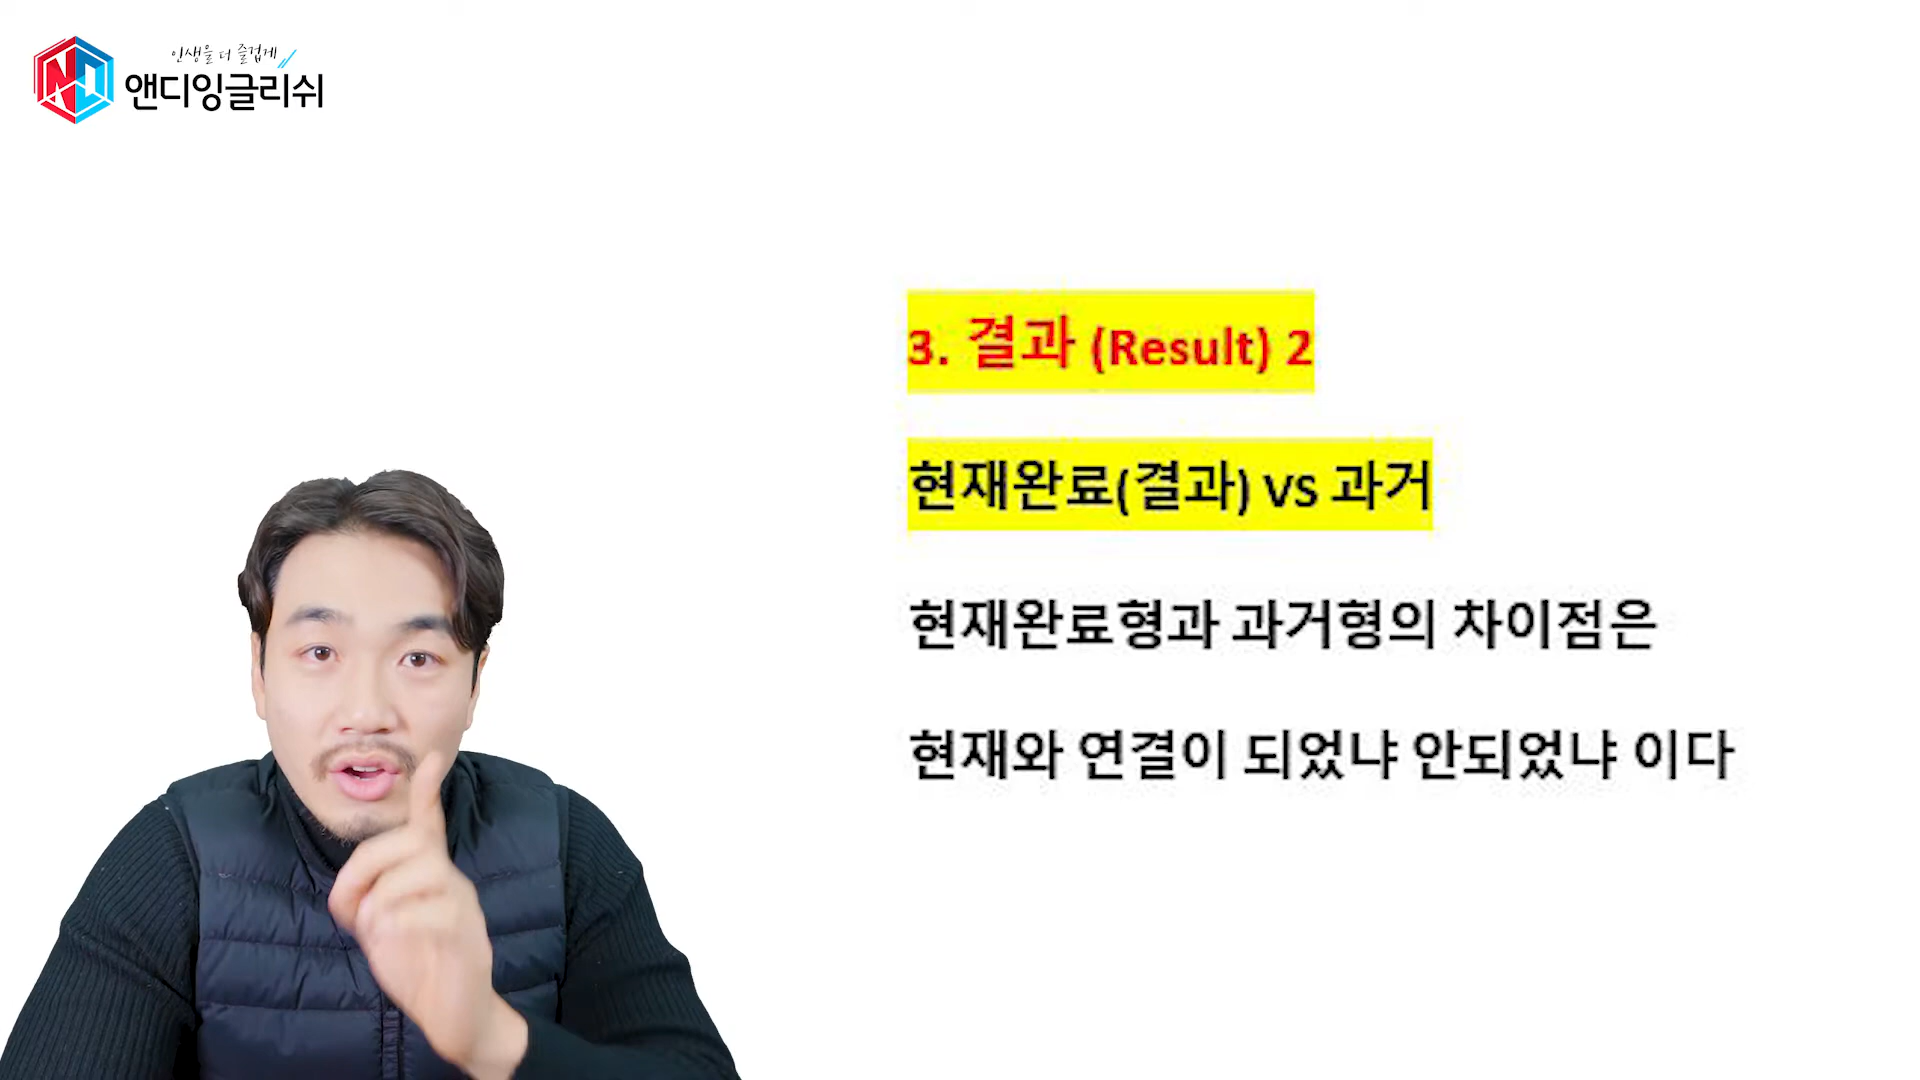 인생을 더 즐겁게
앤디잉글리쉬
3. 결과 (Result) 2
현재완료(결과) vs 과거
현재완료형과 과거형의 차이점은
현재와 연결이 되었냐 안되었냐 이다